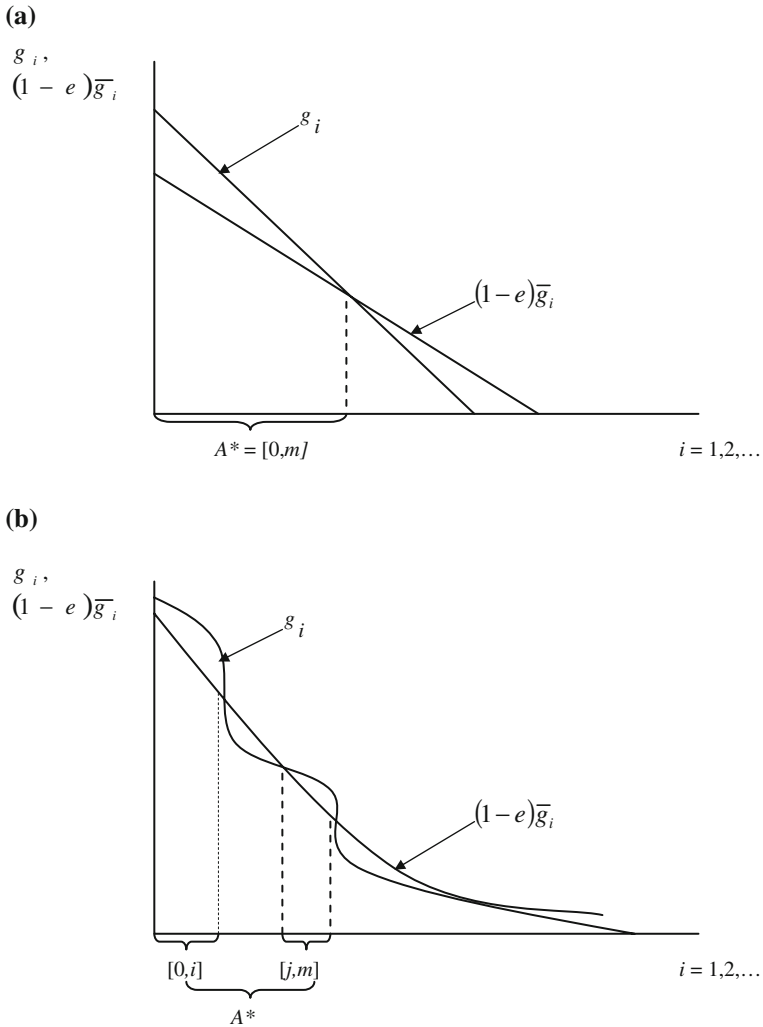 (a)
g i ,
(1 − e )g̅ i
g i
(1−e)g̅i
A* = [0,m]
i = 1,2,…
(b)
g i ,
(1 − e )g̅ i
g i
(1−e)g̅i
[0,i] [j,m]
i = 1,2,…
A*